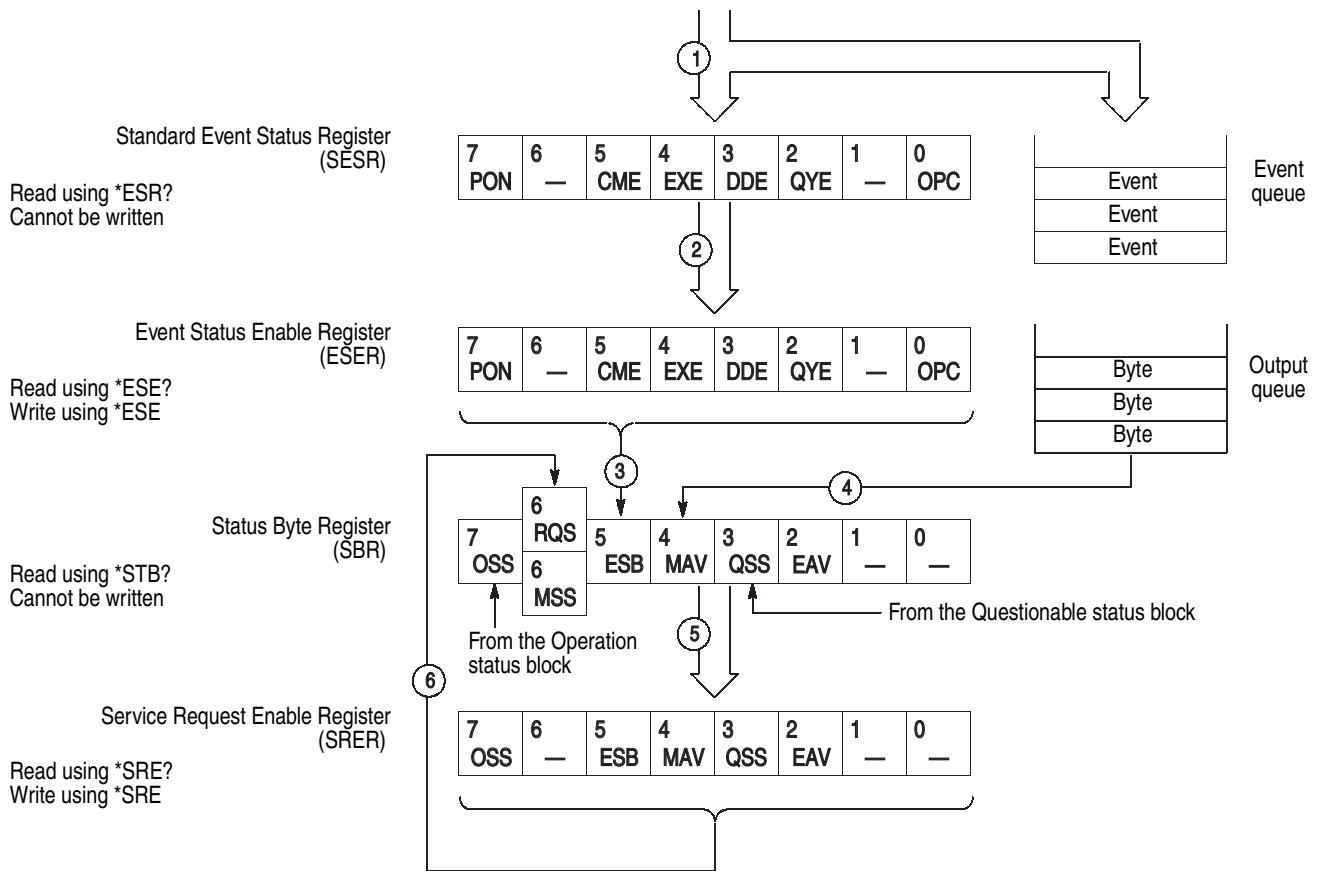 1
Standard Event Status Register
(SESR)
Read using *ESR?
Cannot be written
7 6 5 4 3 2 1 0
PON — CME EXE DDE QYE — OPC
Event
Event
Event
Event
queue
2
Event Status Enable Register
(ESER)
Read using *ESE?
Write using *ESE
7 6 5 4 3 2 1 0
PON — CME EXE DDE QYE — OPC
Byte
Byte
Byte
Output
queue
3
4
Status Byte Register
(SBR)
Read using *STB?
Cannot be written
6
RQS
7 5 4 3 2 1 0
OSS ESB MAV QSS EAV — —
6
MSS
From the Operation
status block
5
From the Questionable status block
6
Service Request Enable Register
(SRER)
Read using *SRE?
Write using *SRE
7 6 5 4 3 2 1 0
OSS — ESB MAV QSS EAV — —